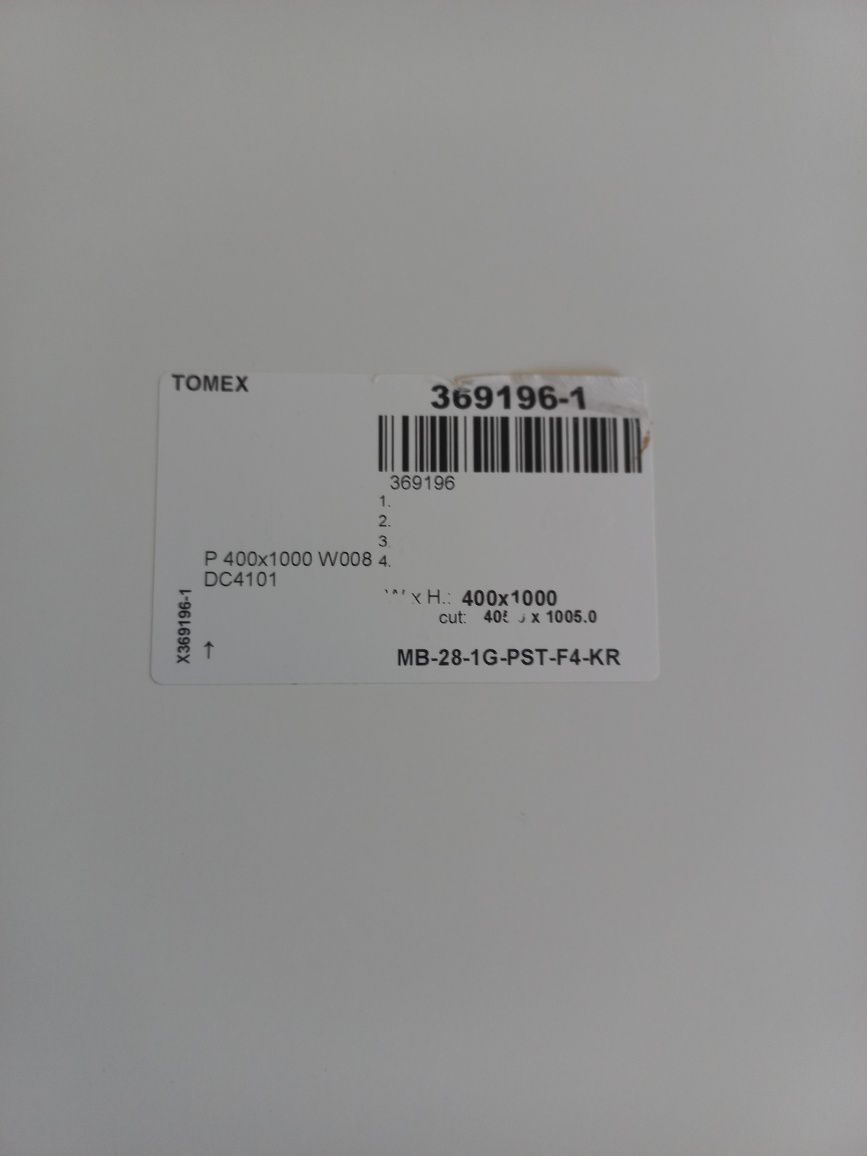 TOMEX
369196-1
369196
1.
2.
3.
4.
P 400x1000 W008
DC4101
x H.: 400x1000
cut: x 1005.0
X369196-1
↑
MB-28-1G-PST-F4-KR